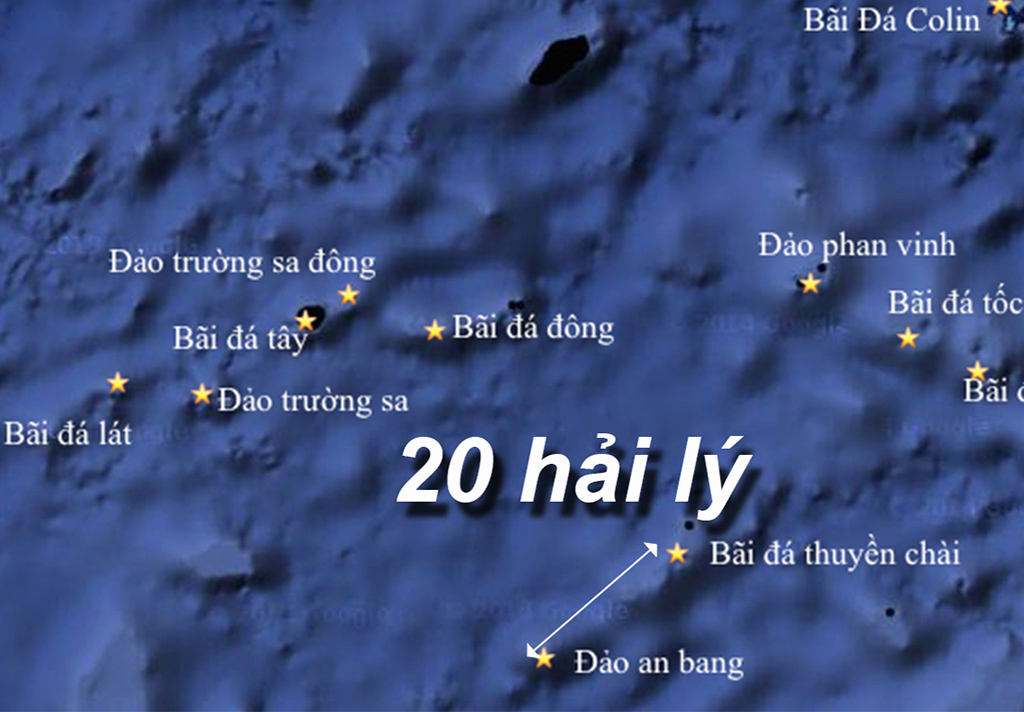 Bãi Đá Colin
Đảo phan vinh
Đảo trường sa đông
Bãi đá tốc
Bãi đá tây
Bãi đá đông
Bãi
Đảo trường sa
Bãi đá lát
20 hải lý
Bãi đá thuyền chài
Đảo an bang